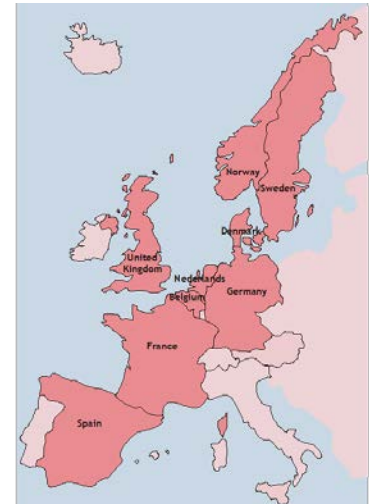 Norway
Sweden
Denmark
United
Kingdom
Nederlands
Belgium
Germany
France
Spain